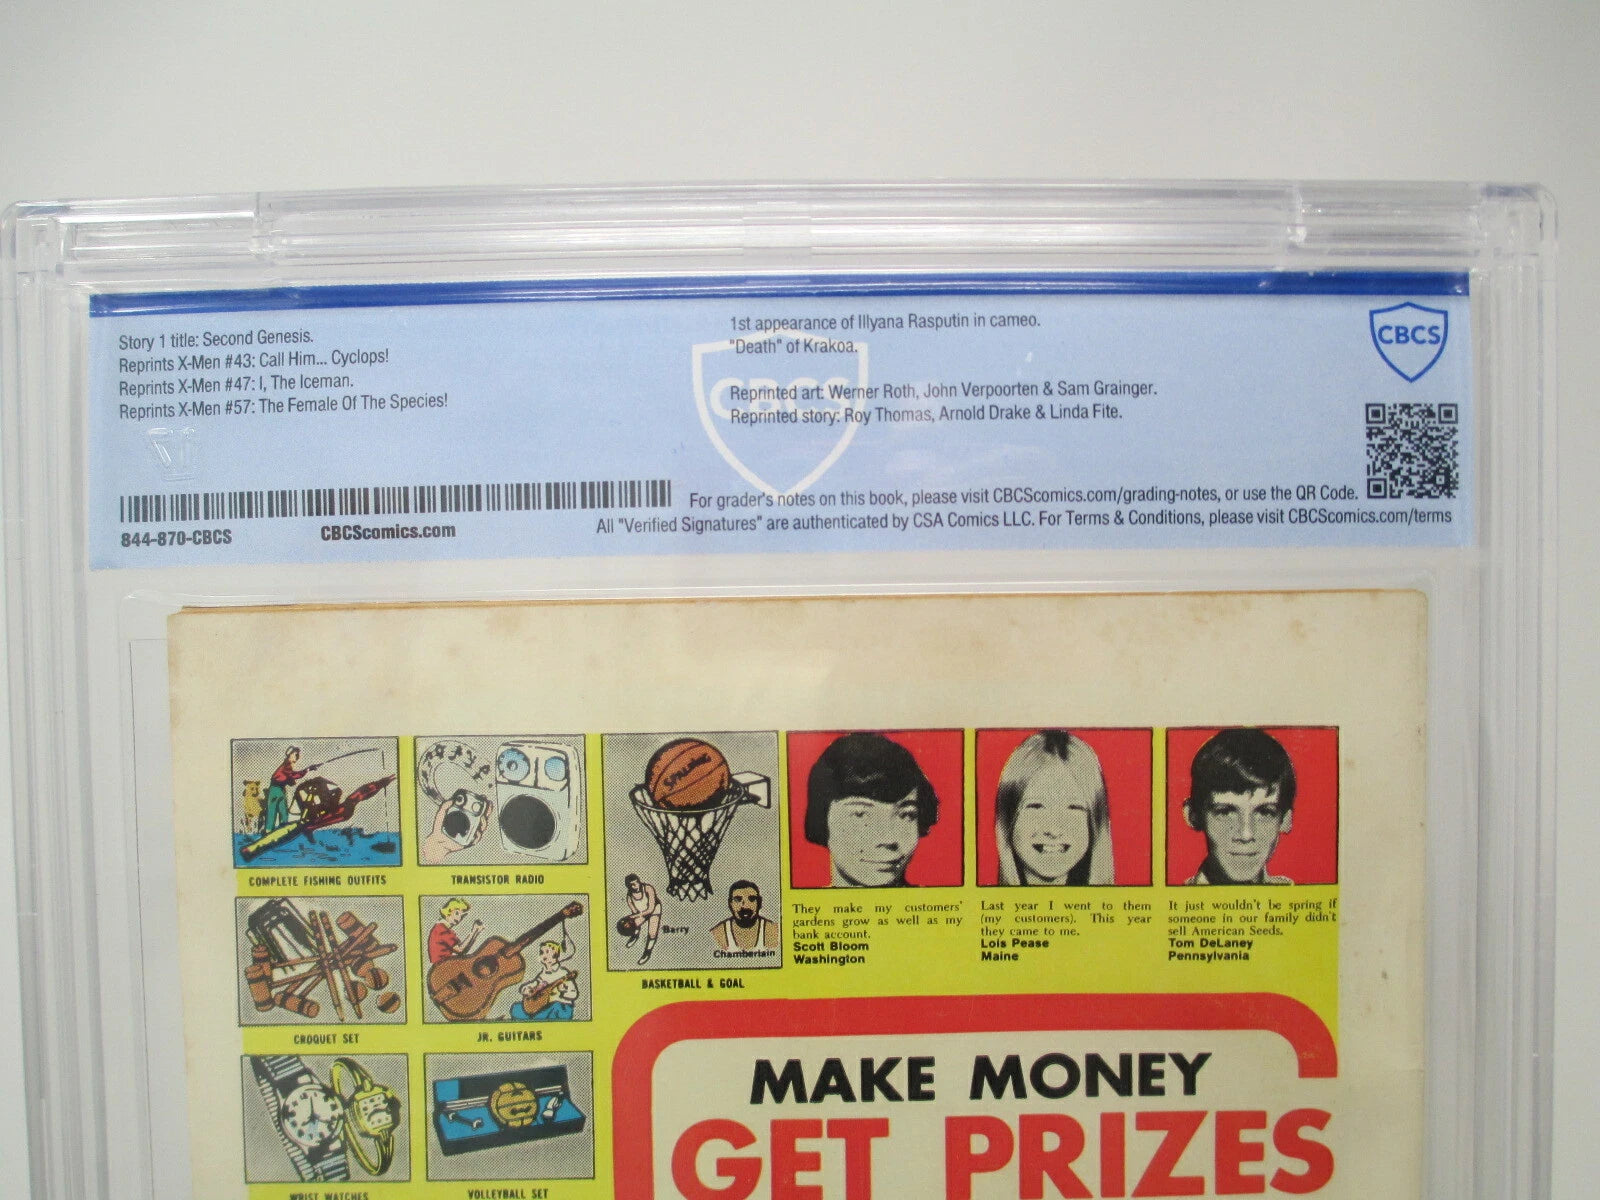 Story 1 title: Second Genesis.
Reprints X-Men #43: Call Him... Cyclops!
Reprints X-Men #47: I, The Iceman.
Reprints X-Men #57: The Female Of The Species!
1st appearance of Illyana Rasputin in cameo.
"Death" of Krakoa.
CBCS
Reprinted art: Werner Roth, John Verpoorten & Sam Grainger.
Reprinted story: Roy Thomas, Arnold Drake & Linda Fite.
CBCS
For grader's notes on this book, please visit CBCScomics.com/grading-notes, or use the QR Code.
844-870-CBCS
CBCScomics.com
All "Verified Signatures" are authenticated by CSA Comics LLC. For Terms & Conditions, please visit CBCScomics.com/terms
COMPLETE FISHING OUTFITS
TRANSISTOR RADIO
SPALDING
Barry
Chamberlain
BASKETBALL & GOAL
They make my customers'
gardens grow as well as my
bank account.
Scott Bloom
Washington
Last year I went to them
(my customers). This year
they came to me.
Lois Pease
Maine
It just wouldn't be spring if
someone in our family didn't
sell American Seeds.
Tom DeLaney
Pennsylvania
CROQUET SET
JR. GUITARS
MAKE MONEY
GET PRIZES
WRIST WATCHES
VOLLEYBALL SET